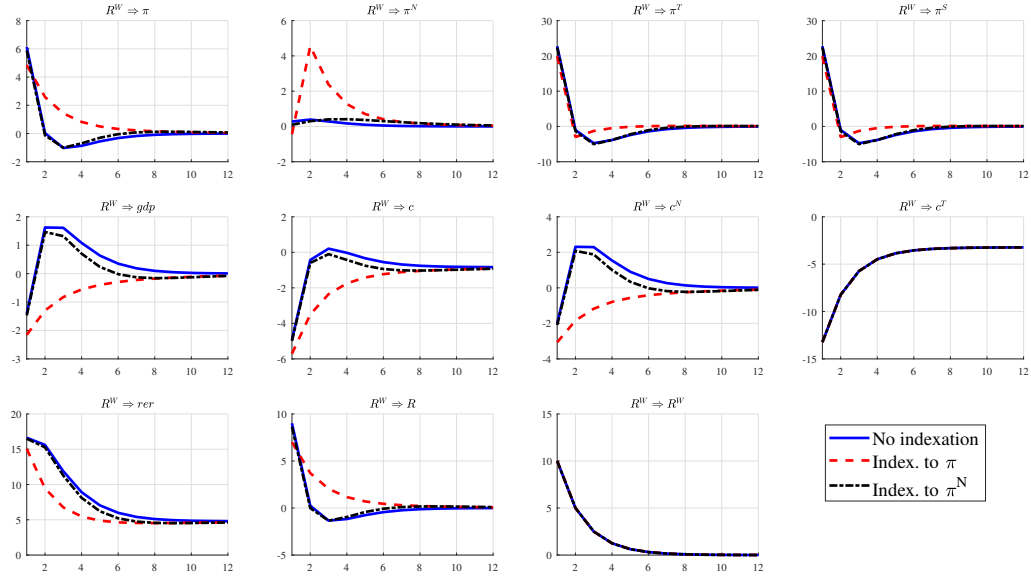 R^W ⇒ π
R^W ⇒ π^N
R^W ⇒ π^T
R^W ⇒ π^S
8
6
4
2
0
-2
2 4 6 8 10 12
6
4
2
0
-2
2 4 6 8 10 12
30
20
10
0
-10
2 4 6 8 10 12
30
20
10
0
-10
2 4 6 8 10 12
R^W ⇒ gdp
R^W ⇒ c
R^W ⇒ c^N
R^W ⇒ c^T
2
1
0
-1
-2
-3
2 4 6 8 10 12
2
0
-2
-4
-6
2 4 6 8 10 12
4
2
0
-2
-4
2 4 6 8 10 12
0
-5
-10
-15
2 4 6 8 10 12
R^W ⇒ rer
R^W ⇒ R
R^W ⇒ R^W
20
15
10
5
0
2 4 6 8 10 12
10
5
0
-5
2 4 6 8 10 12
15
10
5
0
2 4 6 8 10 12
No indexation
Index. to π
Index. to π^N